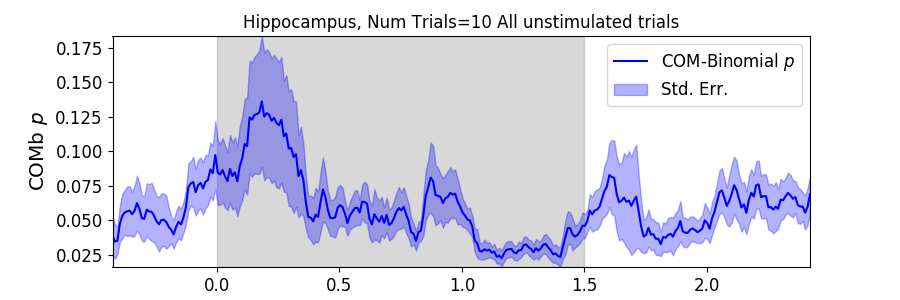 Hippocampus, Num Trials=10 All unstimulated trials
COMb p
0.175
0.150
0.125
0.100
0.075
0.050
0.025
COM-Binomial p
Std. Err.
0.0 0.5 1.0 1.5 2.0